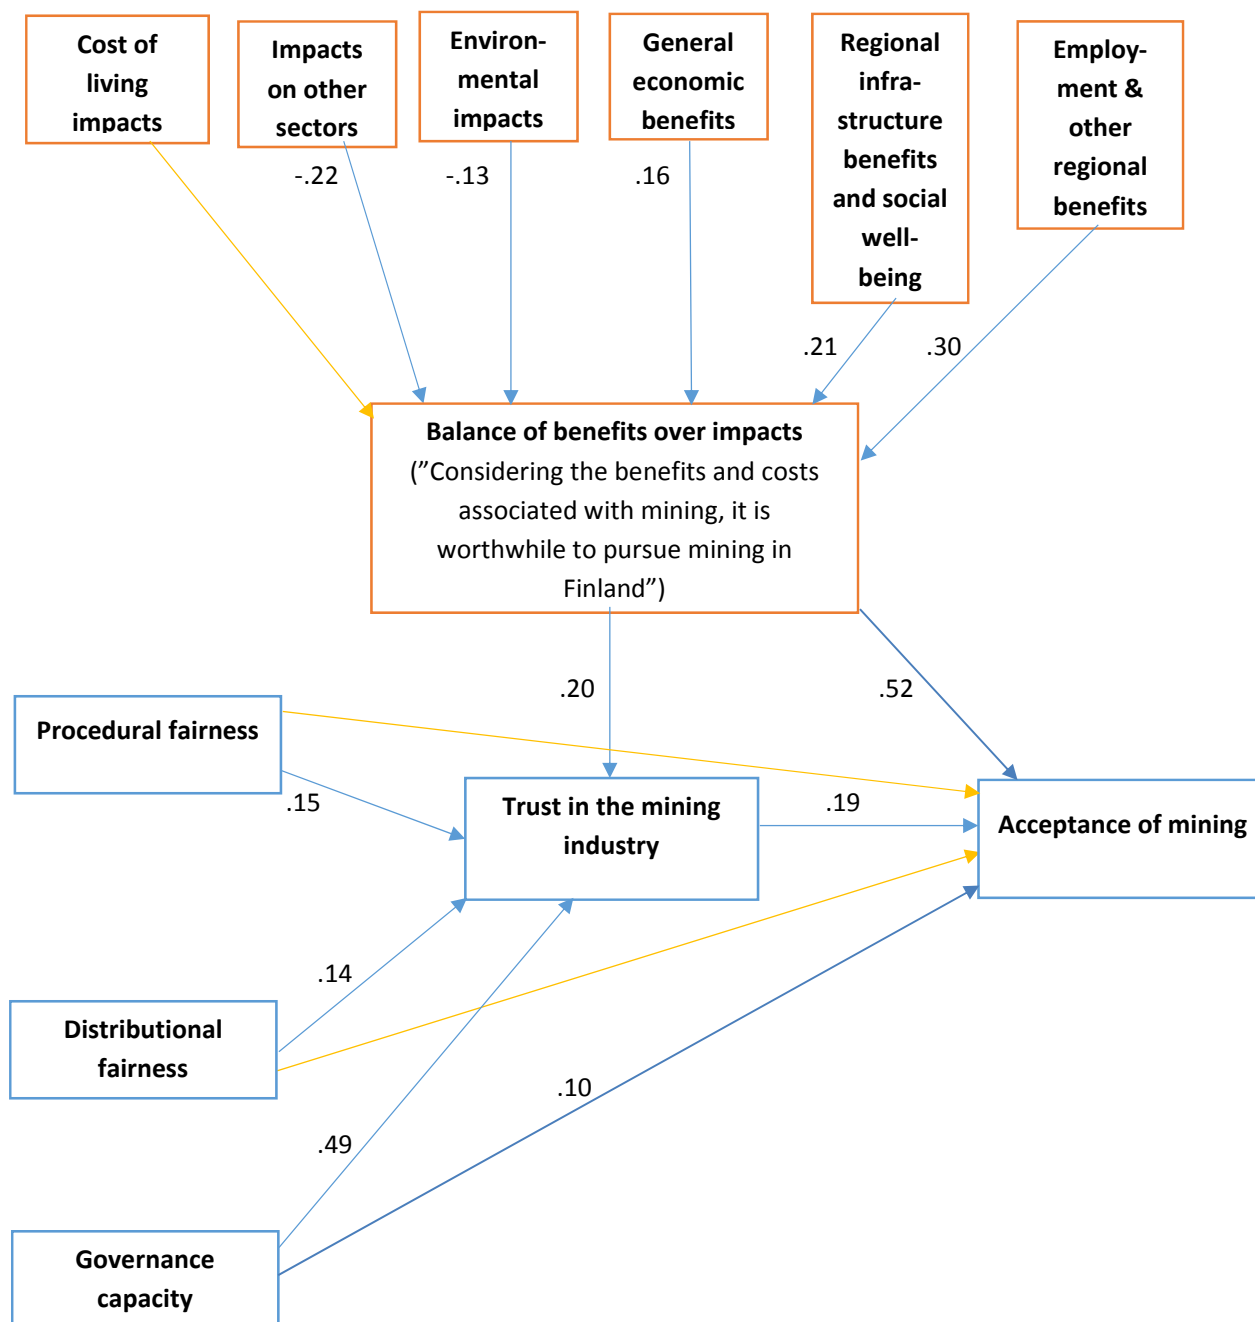 Cost of
living
impacts
Impacts
on other
sectors
Environ-
mental
impacts
General
economic
benefits
Regional
infra-
structure
benefits
and social
well-
being
Employ-
ment &
other
regional
benefits
-.22
-.13
.16
.21
.30
Balance of benefits over impacts
(”Considering the benefits and costs
associated with mining, it is
worthwhile to pursue mining in
Finland”)
.20
.52
Procedural fairness
.15
Trust in the mining
industry
.19
Acceptance of mining
.14
Distributional
fairness
.10
.49
Governance
capacity